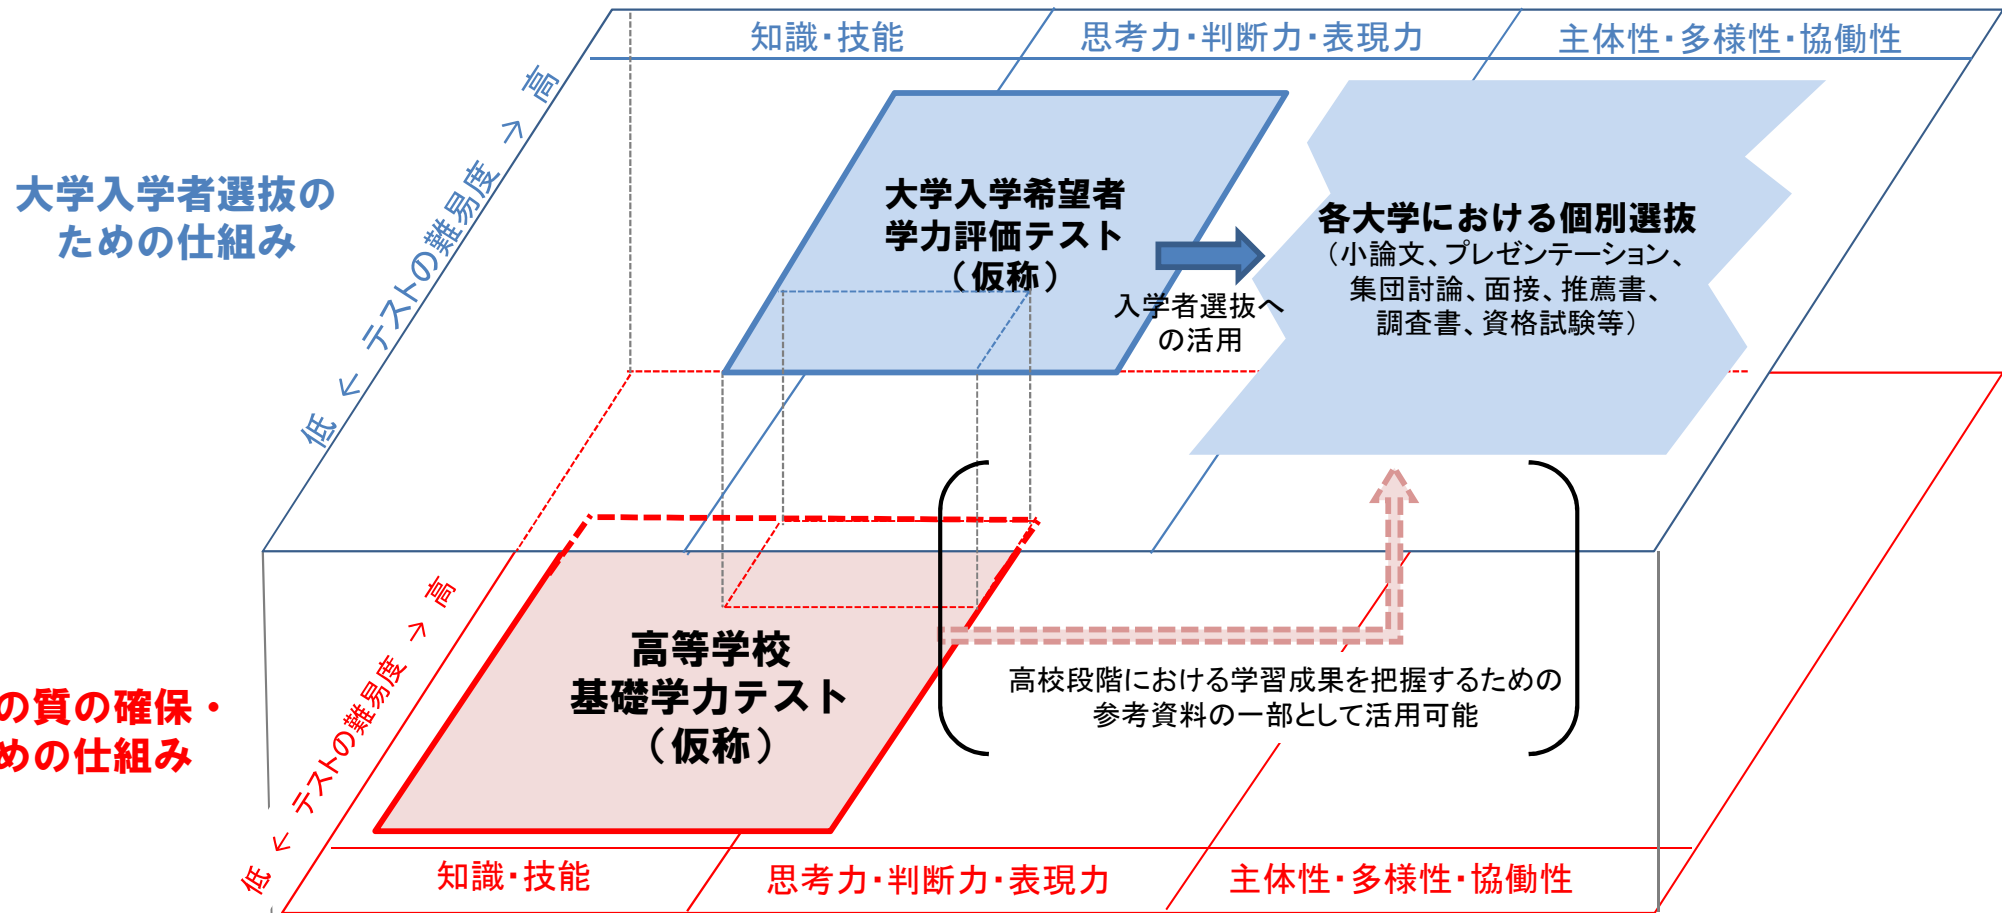 知識・技能
思考力・判断力・表現力
主体性・多様性・協働性
低 ← テストの難易度 → 高
大学入学者選抜の
ための仕組み
大学入学希望者
学力評価テスト
（仮称）
入学者選抜へ
の活用
各大学における個別選抜
（小論文、プレゼンテーション、
集団討論、面接、推薦書、
調査書、資格試験等）
の質の確保・
めの仕組み
低 ← テストの難易度 → 高
高等学校
基礎学力テスト
（仮称）
高校段階における学習成果を把握するための
参考資料の一部として活用可能
知識・技能
思考力・判断力・表現力
主体性・多様性・協働性